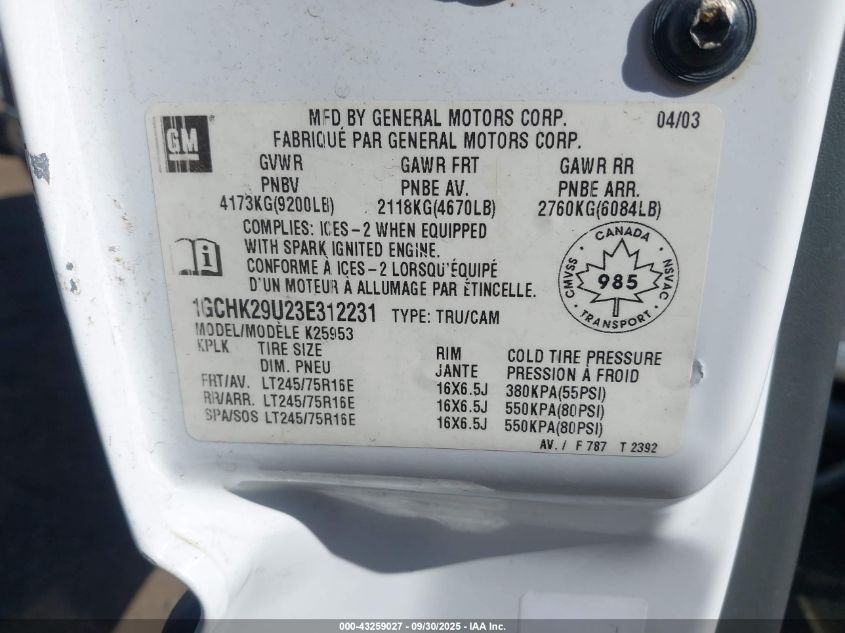 GM
MFD BY GENERAL MOTORS CORP. 04/03
FABRIQUÉ PAR GENERAL MOTORS CORP.
GVWR GAWR FRT GAWR RR
PNBV PNBE AV. PNBE ARR.
4173KG(9200LB) 2118KG(4670LB) 2760KG(6084LB)
COMPLIES: ICES-2 WHEN EQUIPPED
WITH SPARK IGNITED ENGINE.
CONFORME À ICES-2 LORSQU'ÉQUIPÉ
D'UN MOTEUR À ALLUMAGE PAR ÉTINCELLE.
CANADA
CMVSS 985 NSVAC
TRANSPORT
1GCHK29U23E312231 TYPE: TRU/CAM
MODEL/MODÈLE K25953
KPLK TIRE SIZE RIM COLD TIRE PRESSURE
DIM. PNEU JANTE PRESSION À FROID
FRT/AV. LT245/75R16E 16X6.5J 380KPA(55PSI)
RR/ARR. LT245/75R16E 16X6.5J 550KPA(80PSI)
SPA/SOS LT245/75R16E 16X6.5J 550KPA(80PSI)
AV. / F 787 T 2392
000-43259027 - 09/30/2025 - IAA Inc.